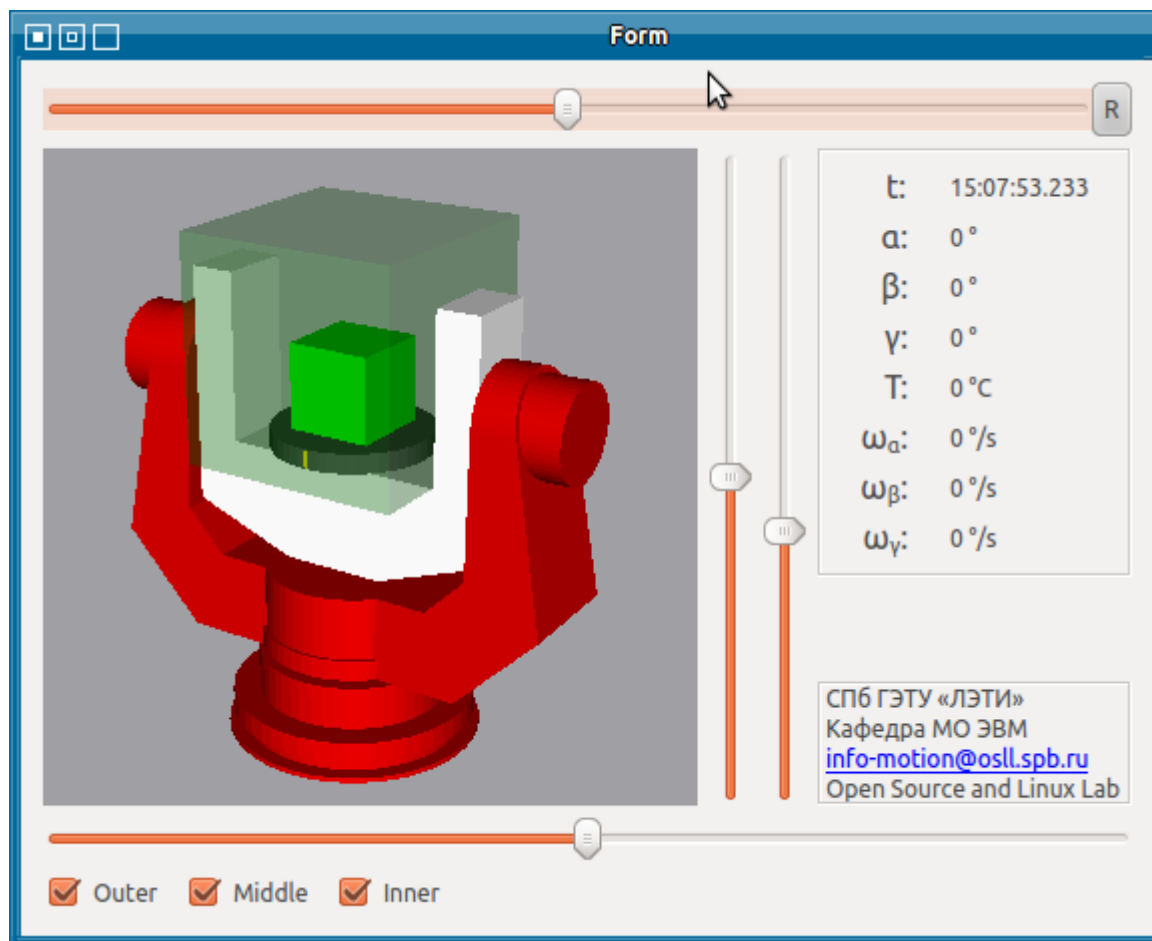 Form
R
t: 15:07:53.233
α: 0 °
β: 0 °
γ: 0 °
T: 0 °C
ωα: 0 °/s
ωβ: 0 °/s
ωγ: 0 °/s
СПб ГЭТУ «ЛЭТИ»
Кафедра МО ЭВМ
info-motion@osll.spb.ru
Open Source and Linux Lab
Outer Middle Inner